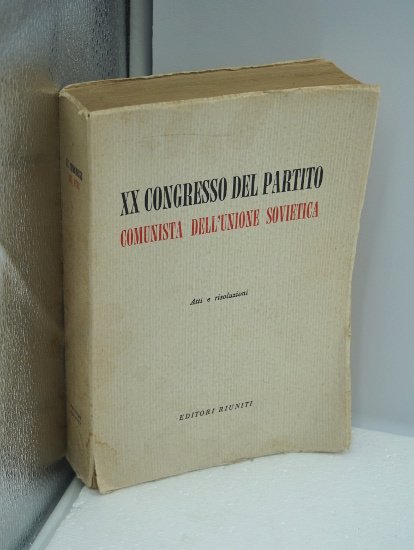 XX CONGRESSO DEL PARTITO
COMUNISTA DELL'UNIONE SOVIETICA
Atti e risoluzioni
EDITORI RIUNITI